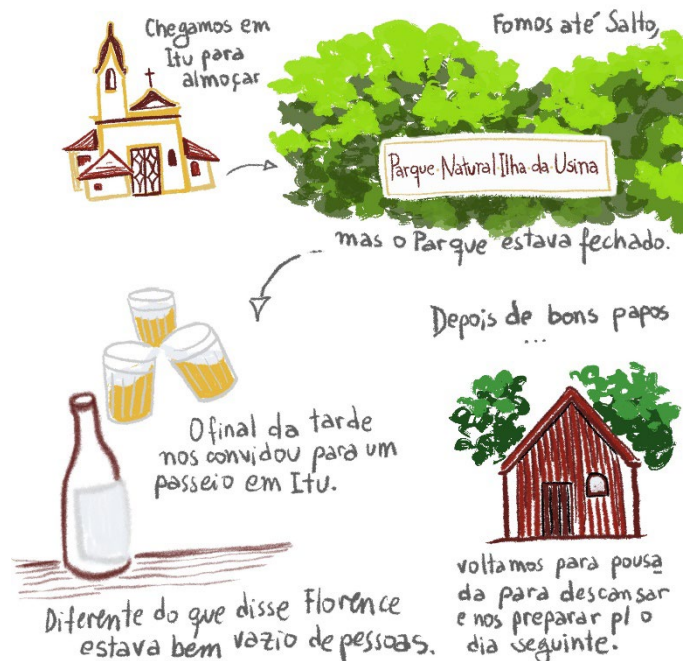 Chegamos em
Itu para
almoçar
Fomos até Salto,
Parque Natural Ilha da Usina
mas o Parque estava fechado.
O final da tarde
nos convidou para um
passeio em Itu.
Diferente do que disse Florence
estava bem vazio de pessoas.
Depois de bons papos
...
voltamos para pousa
da para descansar
e nos preparar p/ o
dia seguinte.